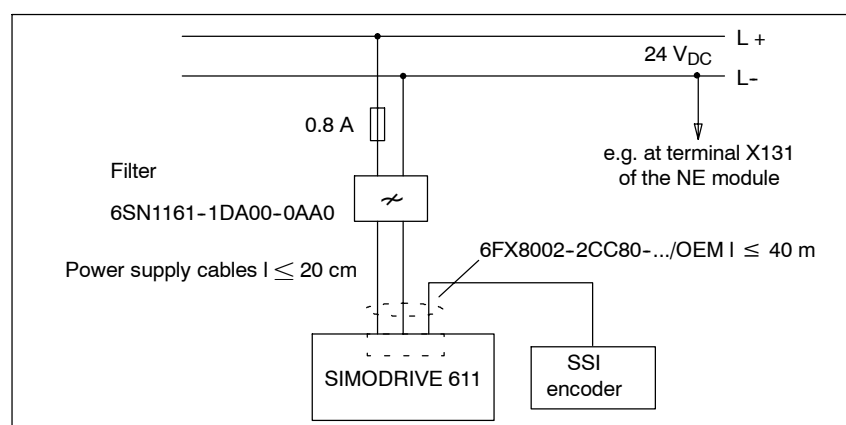 L +
24 VDC
L-
0.8 A
e.g. at terminal X131
of the NE module
Filter
6SN1161-1DA00-0AA0
6FX8002-2CC80-.../OEM l ≤ 40 m
Power supply cables l ≤ 20 cm
SIMODRIVE 611
SSI
encoder